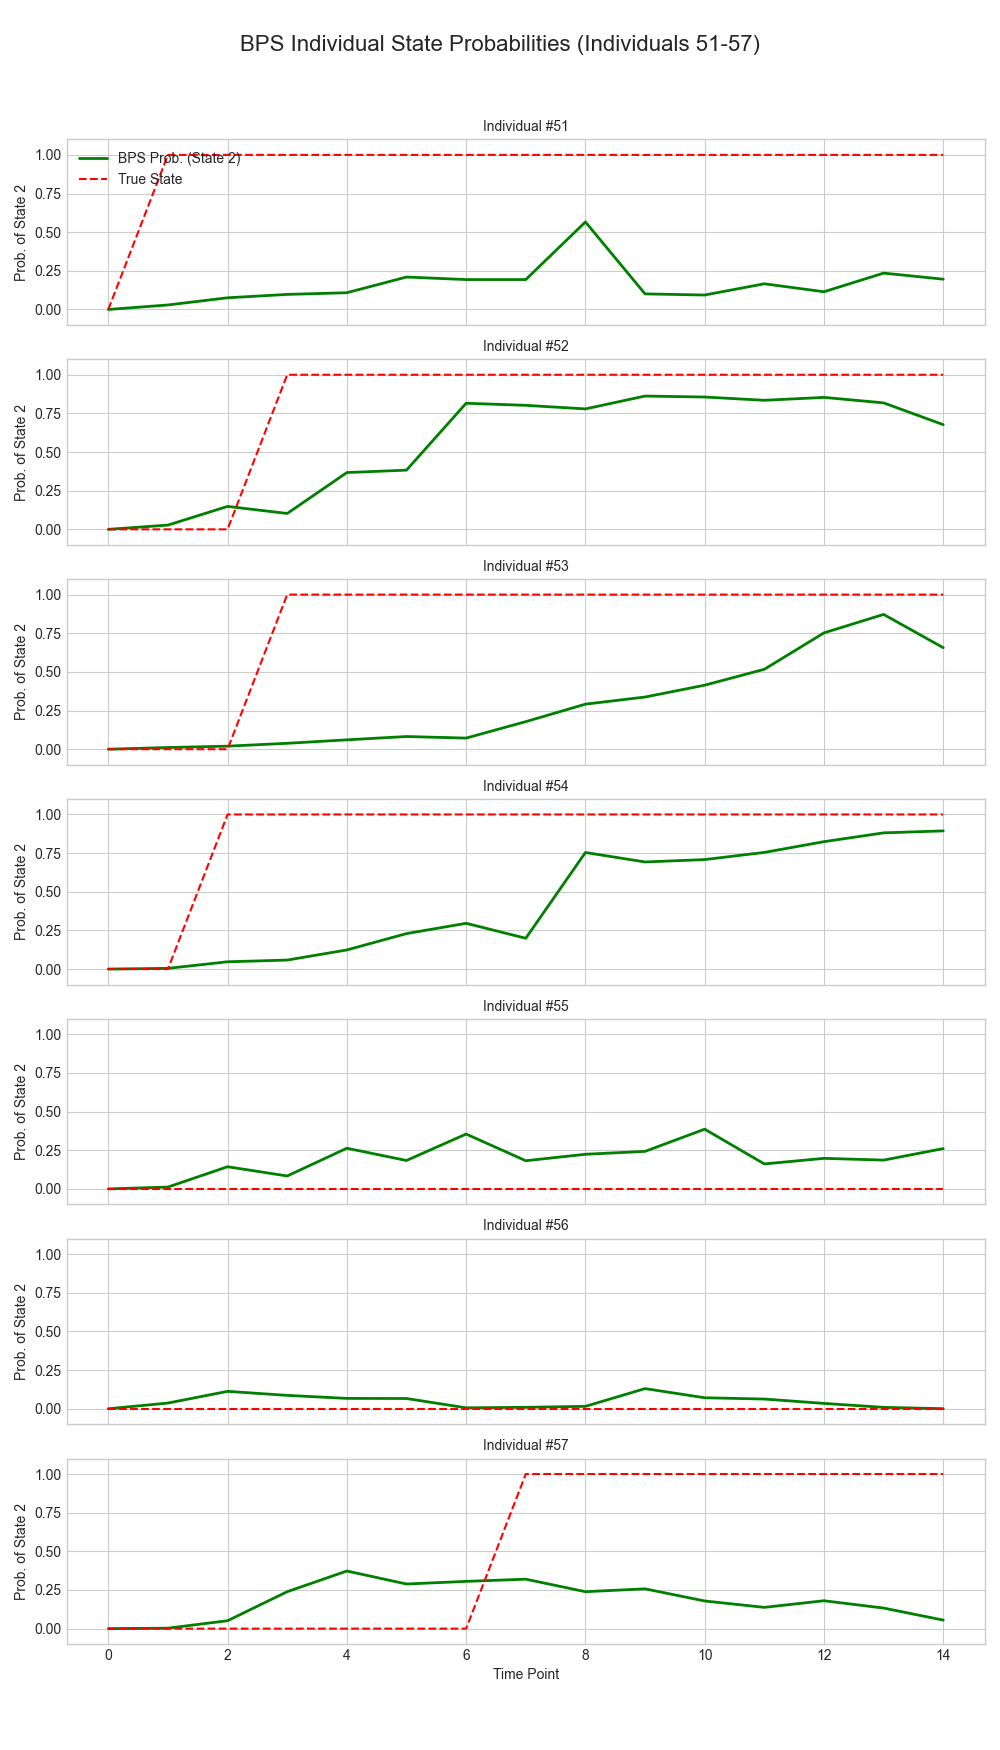 BPS Individual State Probabilities (Individuals 51-57)
Individual #51
BPS Prob. (State 2)
True State
1.00
0.75
0.50
0.25
0.00
Prob. of State 2
Individual #52
1.00
0.75
0.50
0.25
0.00
Prob. of State 2
Individual #53
1.00
0.75
0.50
0.25
0.00
Prob. of State 2
Individual #54
1.00
0.75
0.50
0.25
0.00
Prob. of State 2
Individual #55
1.00
0.75
0.50
0.25
0.00
Prob. of State 2
Individual #56
1.00
0.75
0.50
0.25
0.00
Prob. of State 2
Individual #57
1.00
0.75
0.50
0.25
0.00
Prob. of State 2
0 2 4 6 8 10 12 14
Time Point